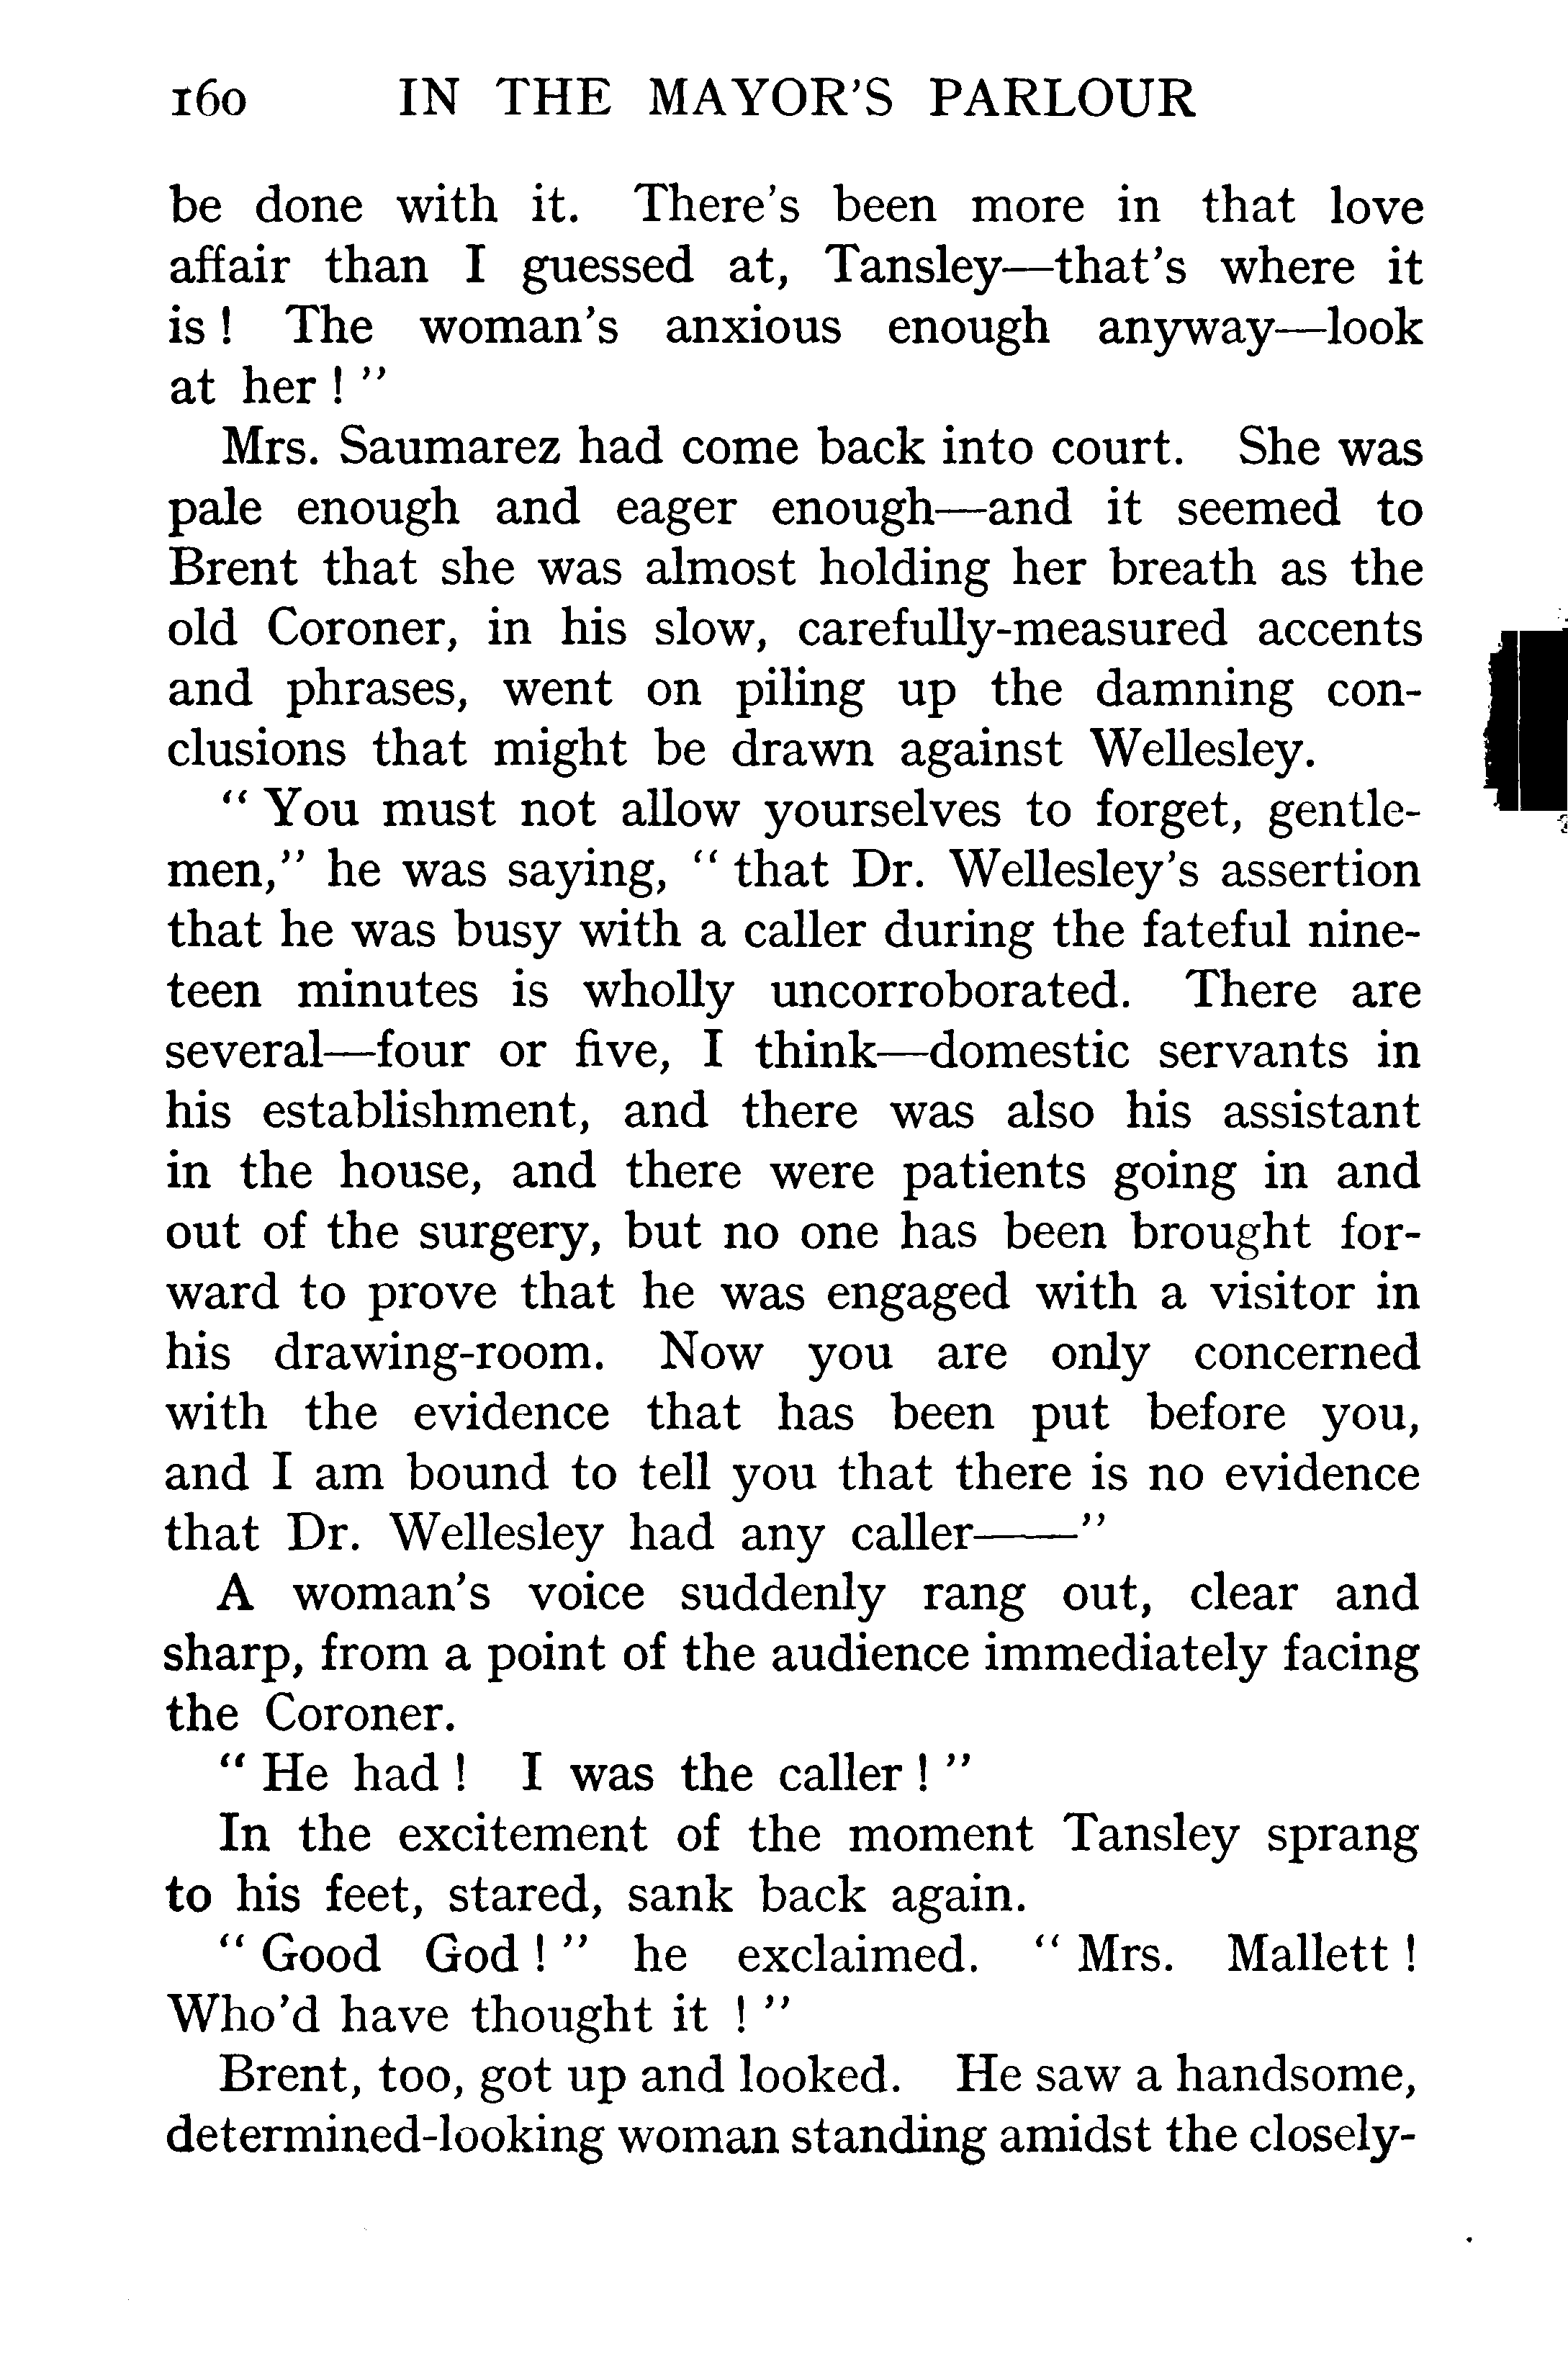 160 IN THE MAYOR'S PARLOUR
be done with it. There's been more in that love
affair than I guessed at, Tansley—that's where it
is! The woman's anxious enough anyway—look
at her!"
Mrs. Saumarez had come back into court. She was
pale enough and eager enough—and it seemed to
Brent that she was almost holding her breath as the
old Coroner, in his slow, carefully-measured accents
and phrases, went on piling up the damning con-
clusions that might be drawn against Wellesley.
"You must not allow yourselves to forget, gentle-
men," he was saying, "that Dr. Wellesley's assertion
that he was busy with a caller during the fateful nine-
teen minutes is wholly uncorroborated. There are
several—four or five, I think—domestic servants in
his establishment, and there was also his assistant
in the house, and there were patients going in and
out of the surgery, but no one has been brought for-
ward to prove that he was engaged with a visitor in
his drawing-room. Now you are only concerned
with the evidence that has been put before you,
and I am bound to tell you that there is no evidence
that Dr. Wellesley had any caller——"
A woman's voice suddenly rang out, clear and
sharp, from a point of the audience immediately facing
the Coroner.
"He had! I was the caller!"
In the excitement of the moment Tansley sprang
to his feet, stared, sank back again.
"Good God!" he exclaimed. "Mrs. Mallett!
Who'd have thought it!"
Brent, too, got up and looked. He saw a handsome,
determined-looking woman standing amidst the closely-